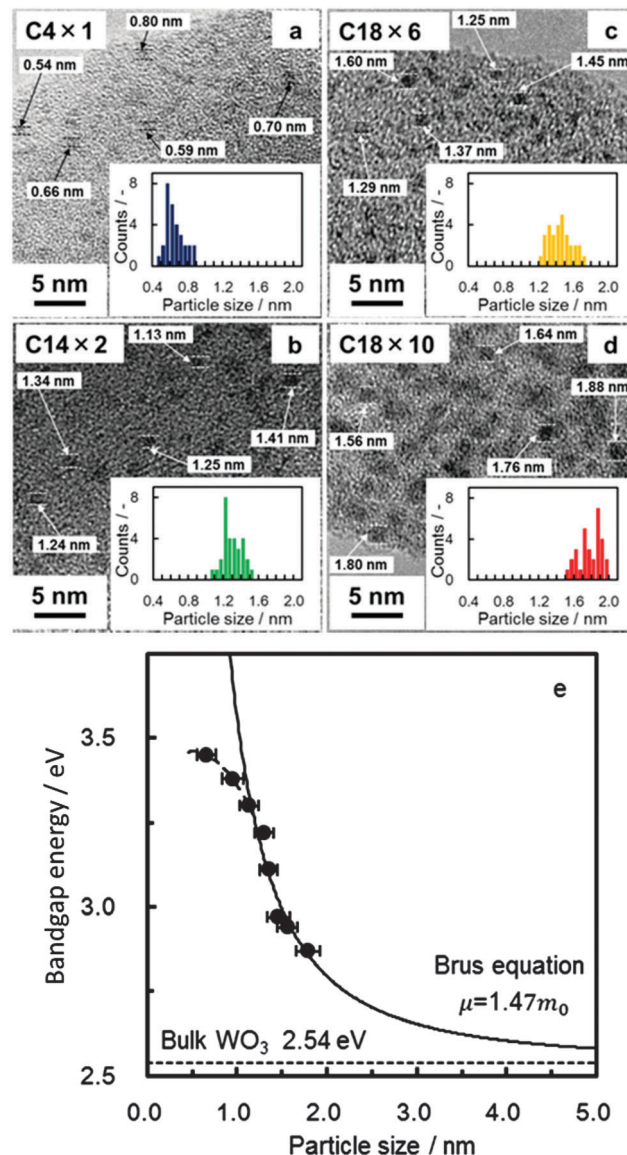 C4 × 1
0.80 nm
a
0.54 nm
0.70 nm
0.66 nm
0.59 nm
Counts / -
8
4
0
0.4 0.8 1.2 1.6 2.0
Particle size / nm
5 nm
C18 × 6
1.25 nm
c
1.60 nm
1.45 nm
1.37 nm
1.29 nm
Counts / -
8
4
0
0.4 0.8 1.2 1.6 2.0
Particle size / nm
5 nm
C14 × 2
1.13 nm
b
1.34 nm
1.41 nm
1.25 nm
1.24 nm
Counts / -
8
4
0
0.4 0.8 1.2 1.6 2.0
Particle size / nm
5 nm
C18 × 10
1.64 nm
d
1.88 nm
1.56 nm
1.76 nm
1.80 nm
Counts / -
8
4
0
0.4 0.8 1.2 1.6 2.0
Particle size / nm
5 nm
e
Bandgap energy / eV
3.5
3.0
2.5
Brus equation
μ=1.47m₀
Bulk WO₃ 2.54 eV
0.0 1.0 2.0 3.0 4.0 5.0
Particle size / nm